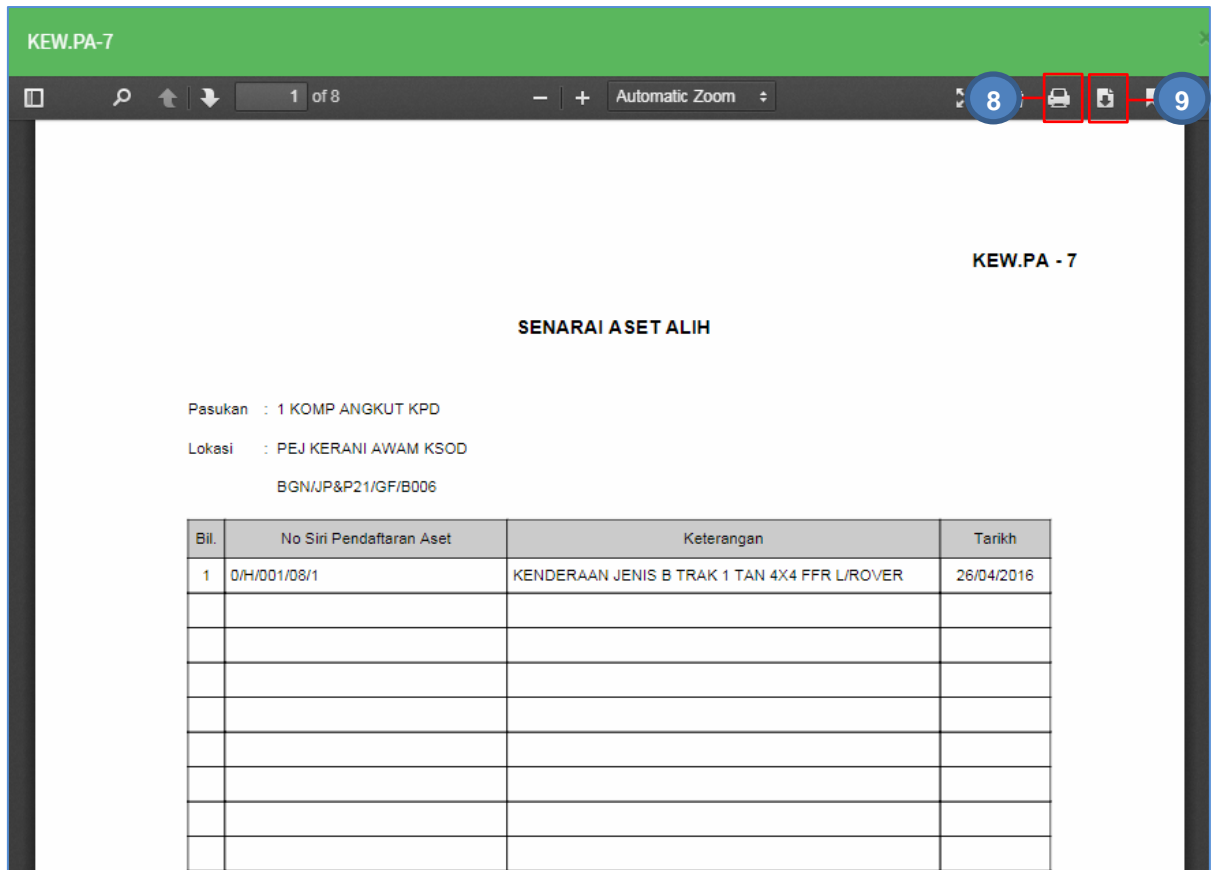 KEW.PA-7
1 of 8
Automatic Zoom
8
9
KEW.PA - 7
SENARAI ASET ALIH
Pasukan : 1 KOMP ANGKUT KPD
Lokasi : PEJ KERANI AWAM KSOD
BGN/JP&P21/GF/B006
Bil. No Siri Pendaftaran Aset Keterangan Tarikh
1 0/H/001/08/1 KENDERAAN JENIS B TRAK 1 TAN 4X4 FFR L/ROVER 26/04/2016